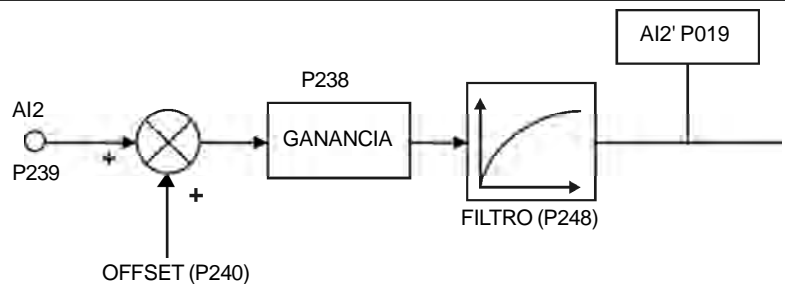 AI2' P019
P238
AI2
GANANCIA
+
P239
+
FILTRO (P248)
OFFSET (P240)